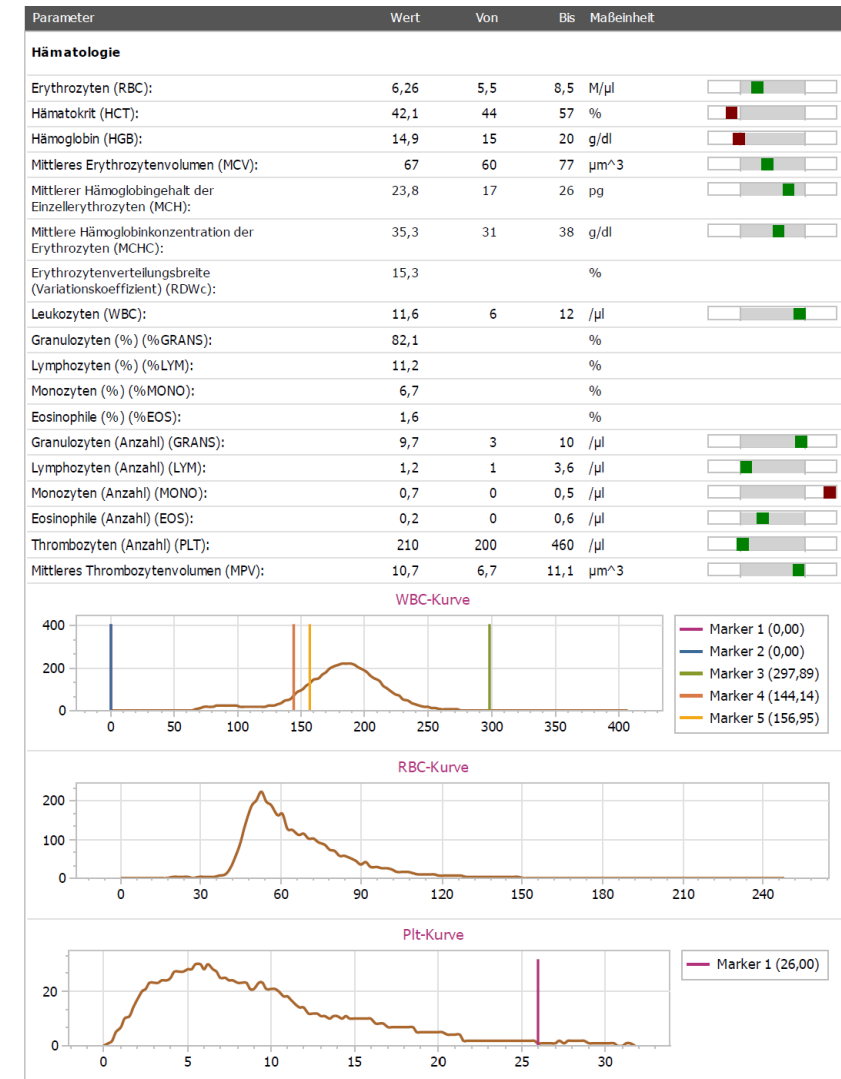 Parameter Wert Von Bis Maßeinheit
Hämatologie
Erythrozyten (RBC): 6,26 5,5 8,5 M/µl
Hämatokrit (HCT): 42,1 44 57 %
Hämoglobin (HGB): 14,9 15 20 g/dl
Mittleres Erythrozytenvolumen (MCV): 67 60 77 µm^3
Mittlerer Hämoglobingehalt der 23,8 17 26 pg
Einzellerythrozyten (MCH):
Mittlere Hämoglobinkonzentration der 35,3 31 38 g/dl
Erythrozyten (MCHC):
Erythrozytenverteilungsbreite 15,3 %
(Variationskoeffizient) (RDWc):
Leukozyten (WBC): 11,6 6 12 /µl
Granulozyten (%) (%GRANS): 82,1 %
Lymphozyten (%) (%LYM): 11,2 %
Monozyten (%) (%MONO): 6,7 %
Eosinophile (%) (%EOS): 1,6 %
Granulozyten (Anzahl) (GRANS): 9,7 3 10 /µl
Lymphozyten (Anzahl) (LYM): 1,2 1 3,6 /µl
Monozyten (Anzahl) (MONO): 0,7 0 0,5 /µl
Eosinophile (Anzahl) (EOS): 0,2 0 0,6 /µl
Thrombozyten (Anzahl) (PLT): 210 200 460 /µl
Mittleres Thrombozytenvolumen (MPV): 10,7 6,7 11,1 µm^3
WBC-Kurve
400
200
0
0 50 100 150 200 250 300 350 400
Marker 1 (0,00)
Marker 2 (0,00)
Marker 3 (297,89)
Marker 4 (144,14)
Marker 5 (156,95)
RBC-Kurve
200
100
0
0 30 60 90 120 150 180 210 240
Plt-Kurve
20
0
0 5 10 15 20 25 30
Marker 1 (26,00)